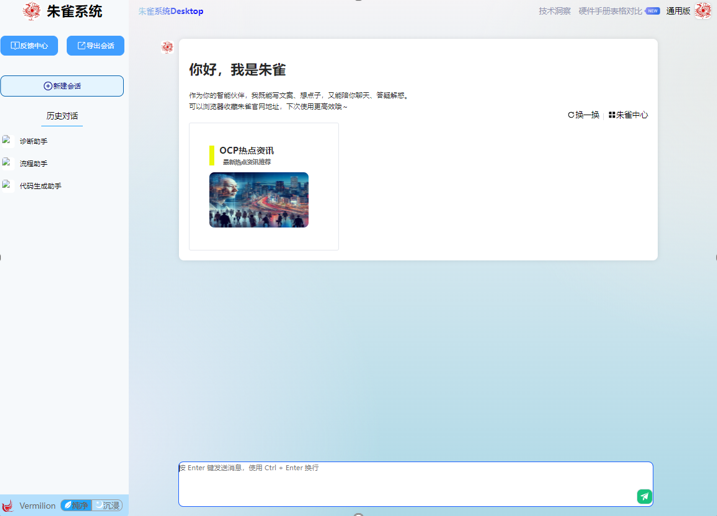 朱雀系统
反馈中心
导出会话
新建会话
历史对话
诊断助手
流程助手
代码生成助手
Vermilion
纯净
沉浸
朱雀系统Desktop
技术洞察
硬件手册表格对比
NEW
通用版
你好，我是朱雀
作为你的智能伙伴，我既能写文案、想点子，又能陪你聊天、答疑解惑。
可以浏览器收藏朱雀官网地址，下次使用更高效哒~
换一换
朱雀中心
OCP热点资讯
最新热点资讯推荐
按 Enter 键发送消息，使用 Ctrl + Enter 换行